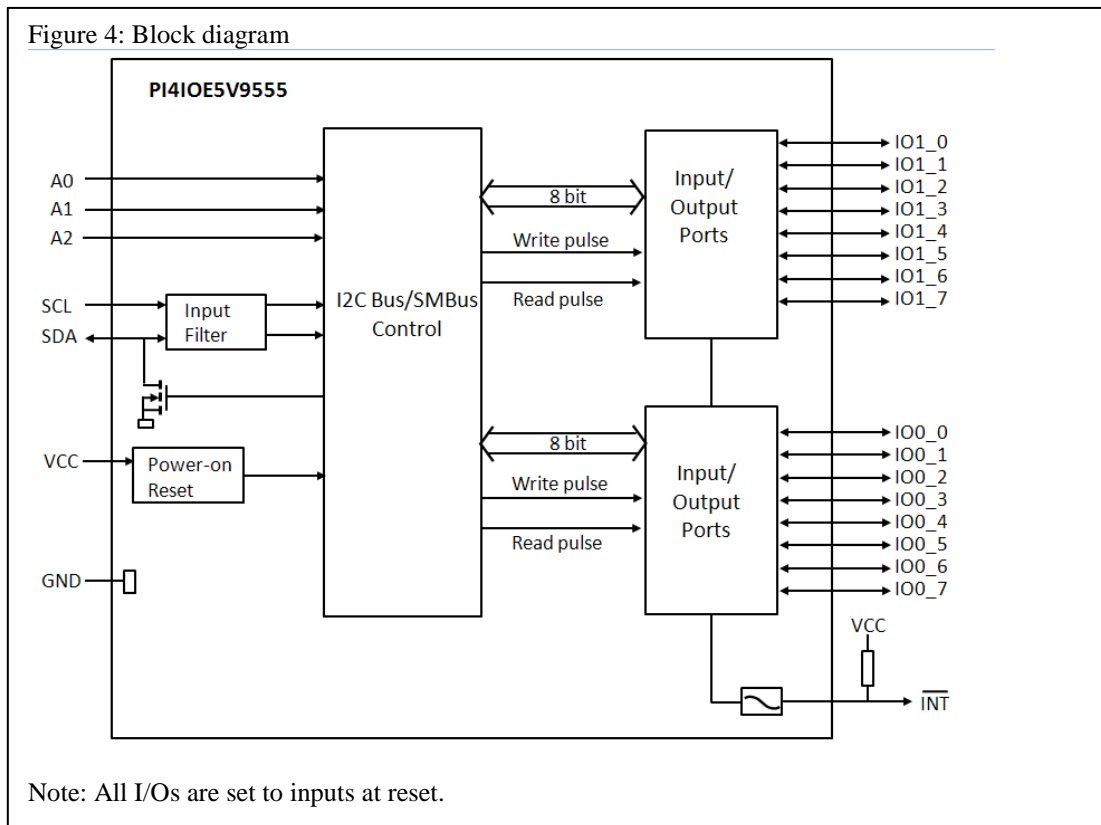 Figure 4: Block diagram
PI4IOE5V9555
A0
A1
A2
SCL
SDA
Input
Filter
VCC
Power-on
Reset
GND
I2C Bus/SMBus
Control
8 bit
Write pulse
Read pulse
Input/
Output
Ports
IO1_0
IO1_1
IO1_2
IO1_3
IO1_4
IO1_5
IO1_6
IO1_7
8 bit
Write pulse
Read pulse
Input/
Output
Ports
IO0_0
IO0_1
IO0_2
IO0_3
IO0_4
IO0_5
IO0_6
IO0_7
VCC
INT
Note: All I/Os are set to inputs at reset.